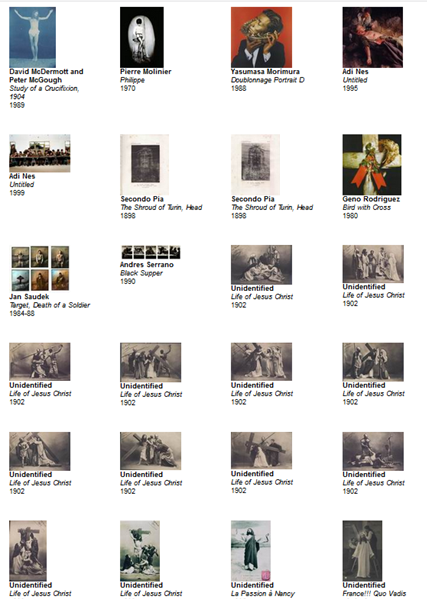 David McDermott and
Peter McGough
Study of a Crucifixion,
1904
1989
Pierre Molinier
Philippe
1970
Yasumasa Morimura
Doublonnage Portrait D
1988
Adi Nes
Untitled
1995
Adi Nes
Untitled
1999
Secondo Pia
The Shroud of Turin, Head
1898
Secondo Pia
The Shroud of Turin, Head
1898
Geno Rodriguez
Bird with Cross
1980
Jan Saudek
Target, Death of a Soldier
1984-88
Andres Serrano
Black Supper
1990
Unidentified
Life of Jesus Christ
1902
Unidentified
Life of Jesus Christ
1902
Unidentified
Life of Jesus Christ
1902
Unidentified
Life of Jesus Christ
1902
Unidentified
Life of Jesus Christ
1902
Unidentified
Life of Jesus Christ
1902
Unidentified
Life of Jesus Christ
1902
Unidentified
Life of Jesus Christ
1902
Unidentified
Life of Jesus Christ
1902
Unidentified
Life of Jesus Christ
1902
Unidentified
Life of Jesus Christ
Unidentified
Life of Jesus Christ
Unidentified
La Passion à Nancy
Unidentified
France!!! Quo Vadis